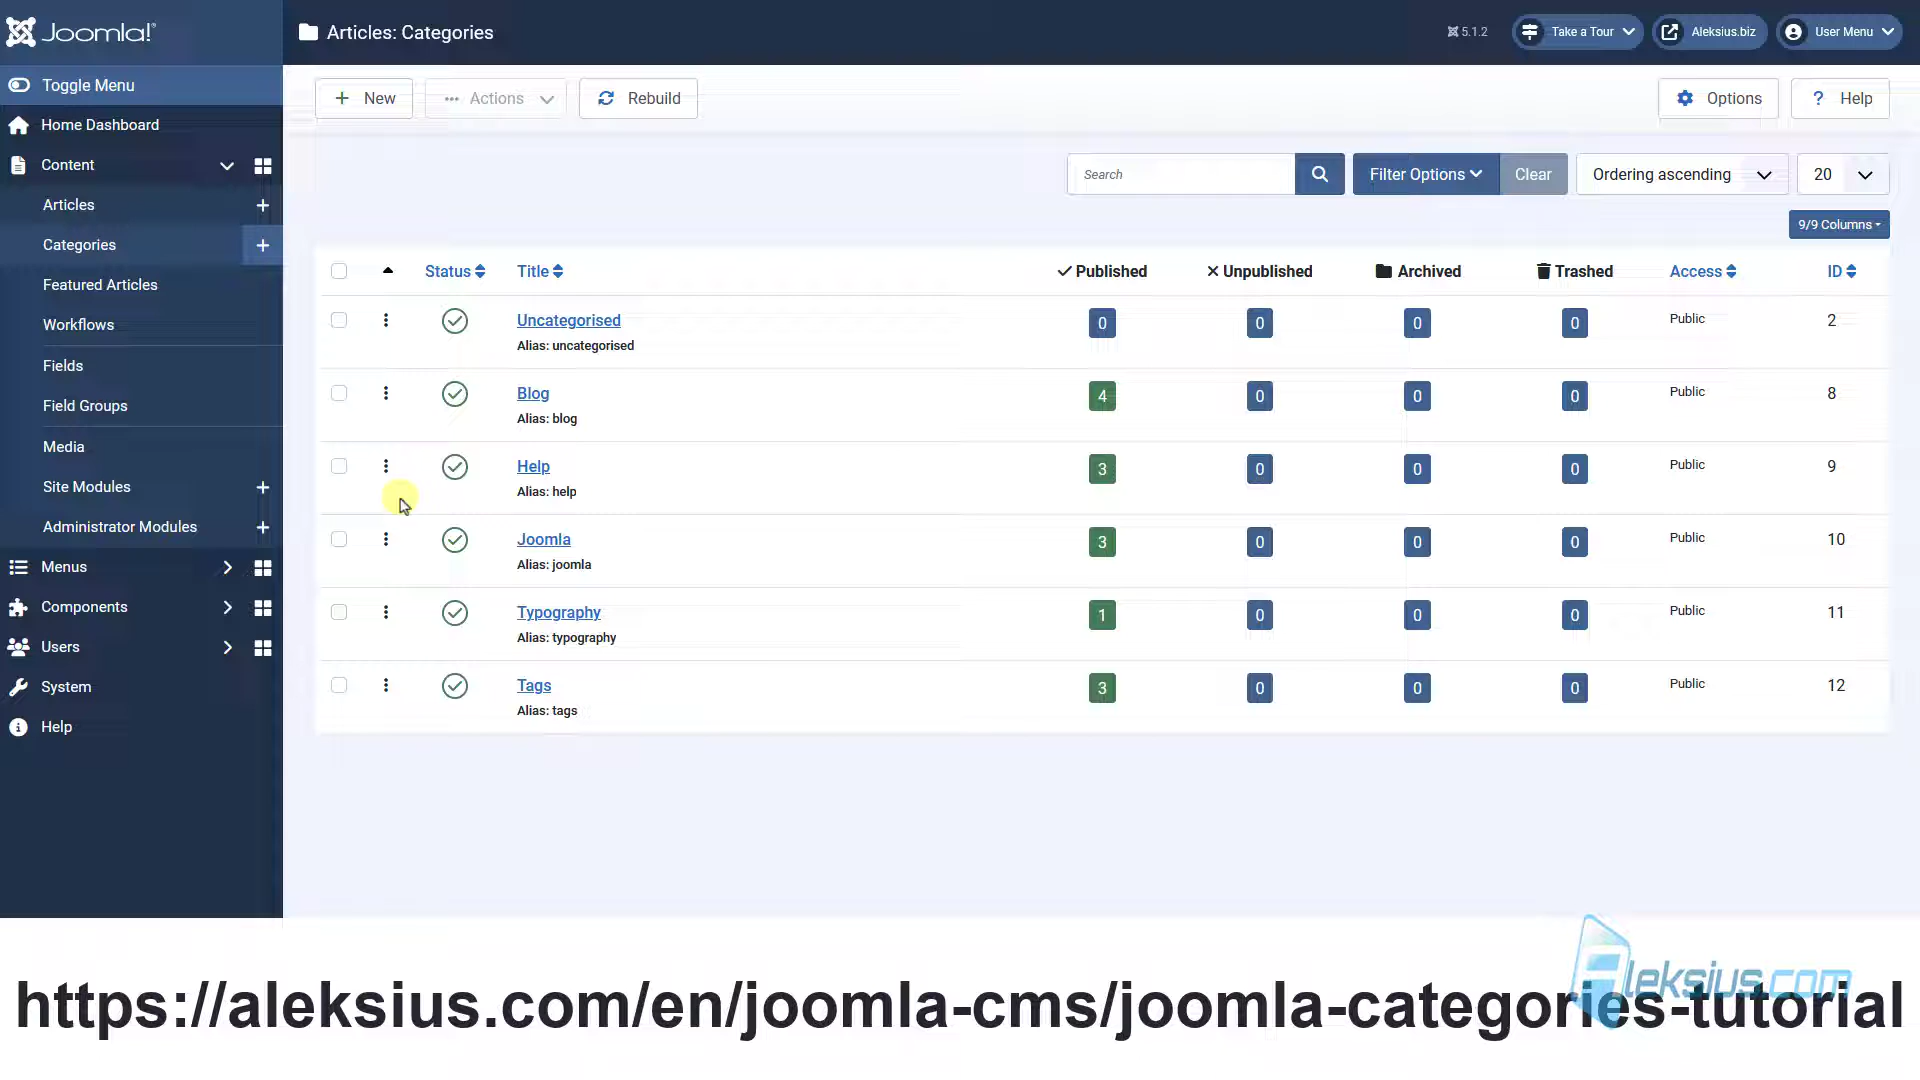 Joomla!
Articles: Categories
5.1.2
Take a Tour
Aleksius.biz
User Menu
Toggle Menu
Home Dashboard
Content
Articles
Categories
Featured Articles
Workflows
Fields
Field Groups
Media
Site Modules
Administrator Modules
Menus
Components
Users
System
Help
New
Actions
Rebuild
Options
? Help
Search
Filter Options
Clear
Ordering ascending
20
9/9 Columns
Status Title Published Unpublished Archived Trashed Access ID
Uncategorised 0 0 0 0 Public 2
Alias: uncategorised
Blog 4 0 0 0 Public 8
Alias: blog
Help 3 0 0 0 Public 9
Alias: help
Joomla 3 0 0 0 Public 10
Alias: joomla
Typography 1 0 0 0 Public 11
Alias: typography
Tags 3 0 0 0 Public 12
Alias: tags
Aleksius.com
https://aleksius.com/en/joomla-cms/joomla-categories-tutorial